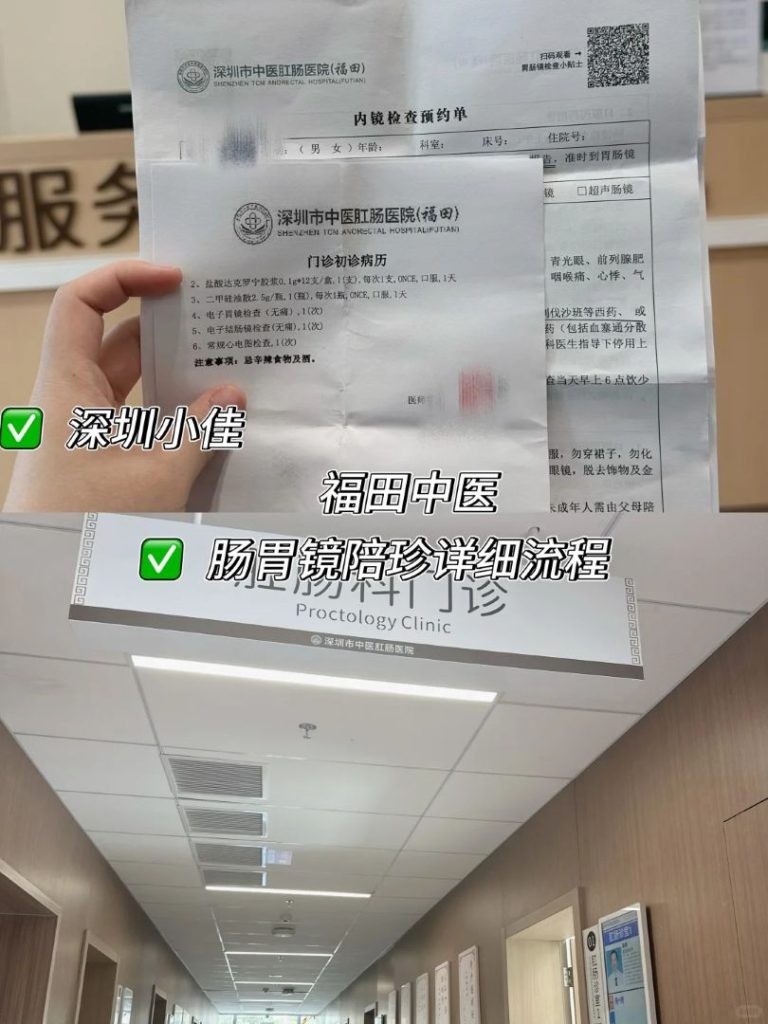 深圳市中医肛肠医院(福田)
SHENZHEN TCM ANORECTAL HOSPITAL(FUTIAN)
扫码观看→
胃肠镜检查小贴士
内镜检查预约单
(男 女)年龄: 科室: 床号: 住院号:
准时到胃肠镜
镜 □超声肠镜
服务
深圳市中医肛肠医院(福田)
SHENZHEN TCM ANORECTAL HOSPITAL(FUTIAN)
门诊初诊病历
2、盐酸达克罗宁胶浆0.1g*12支/盒,1(支),每次1支,ONCE,口服,1天
3、二甲硅油散2.5g/瓶,1(瓶),每次1瓶,ONCE,口服,1天
4、电子胃镜检查(无痛),1(次)
5、电子结肠镜检查(无痛),1(次)
6、常规心电图检查,1(次)
注意事项:忌辛辣食物及酒。
医师
青光眼、前列腺肥
咽喉痛、心悸、气
伐沙班等西药、或
药(包括血塞通分散
科医生指导下停用上
查当天早上6点饮少
服,勿穿裙子,勿化
眼镜,脱去饰物及金
未成年人需由父母陪
✅ 深圳小佳
福田中医
✅ 肠胃镜陪珍详细流程
肛肠科门诊
Proctology Clinic
深圳市中医肛肠医院